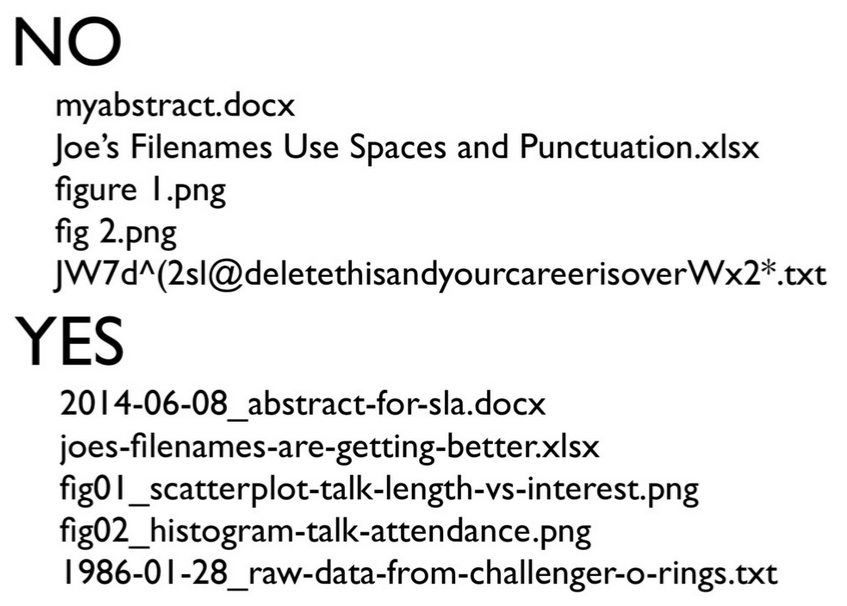 NO
myabstract.docx
Joe’s Filenames Use Spaces and Punctuation.xlsx
figure 1.png
fig 2.png
JW7d^(2sl@deletethisandyourcareerisoverWx2*.txt
YES
2014-06-08_abstract-for-sla.docx
joes-filenames-are-getting-better.xlsx
fig01_scatterplot-talk-length-vs-interest.png
fig02_histogram-talk-attendance.png
1986-01-28_raw-data-from-challenger-o-rings.txt